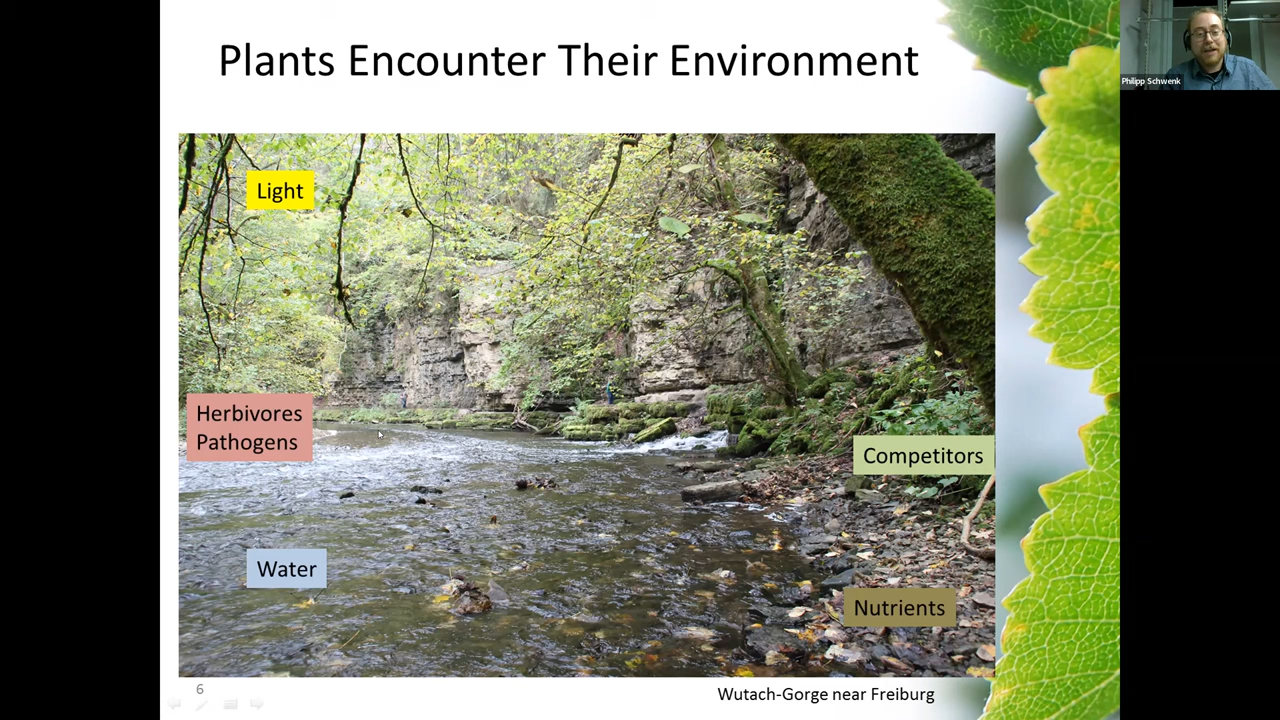 Plants Encounter Their Environment
Philipp Schwenk
Light
Herbivores
Pathogens
Competitors
Water
Nutrients
6
Wutach-Gorge near Freiburg